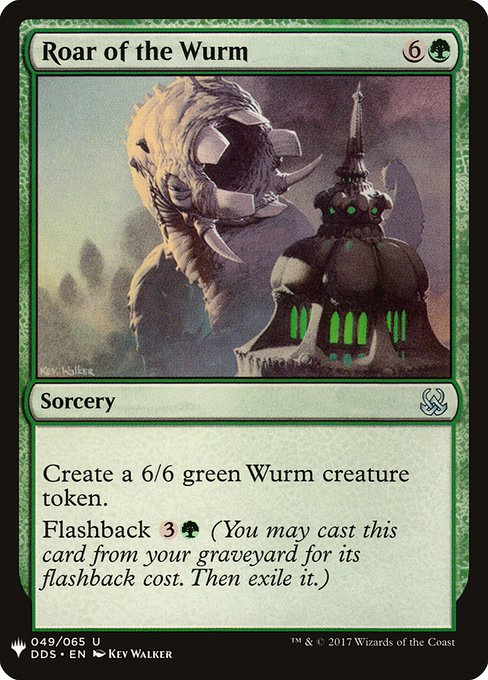 Roar of the Wurm 6
KEV WALKER
Sorcery
Create a 6/6 green Wurm creature
token.
Flashback 3 (You may cast this
card from your graveyard for its
flashback cost. Then exile it.)
049/065 U
DDS • EN Kev Walker
™ & © 2017 Wizards of the Coast